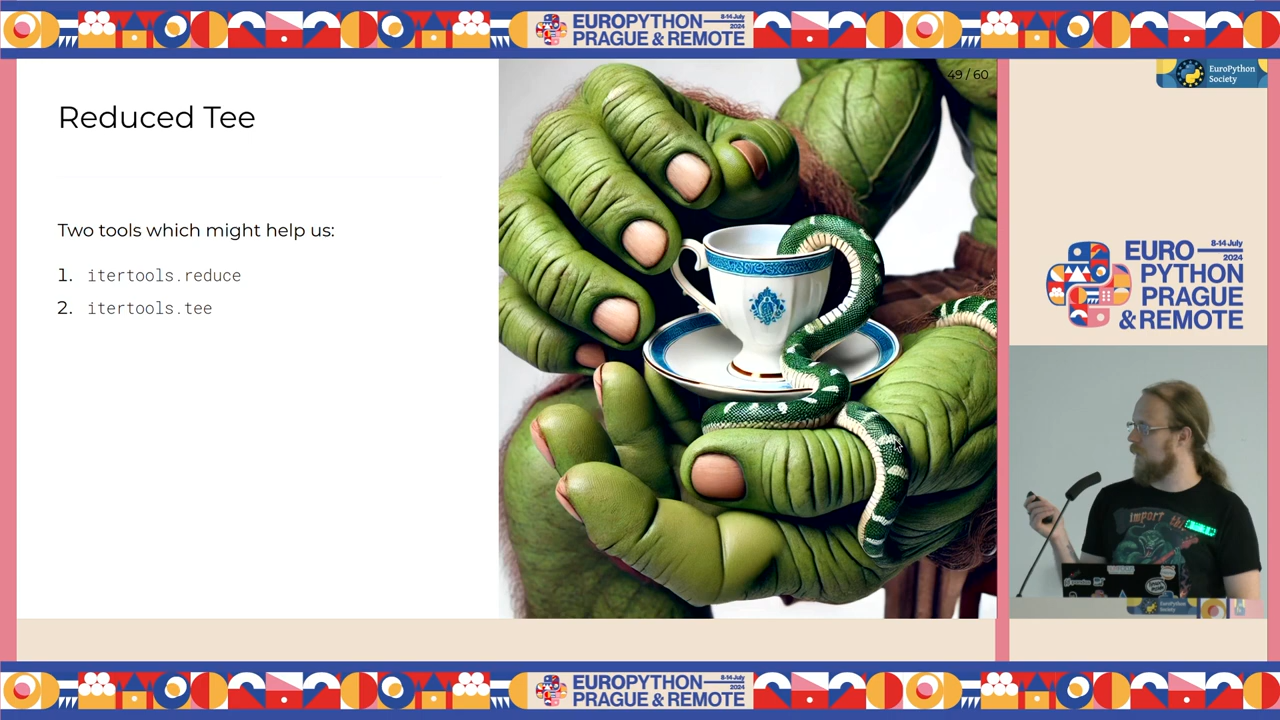 EUROPYTHON
8-14 July
2024
PRAGUE & REMOTE
49 / 60
EuroPython
Society
Reduced Tee
Two tools which might help us:
1. itertools.reduce
2. itertools.tee
EURO
8-14 July
2024
PYTHON
PRAGUE
& REMOTE
import
EuroPython
Society
EUROPYTHON
8-14 July
2024
PRAGUE & REMOTE